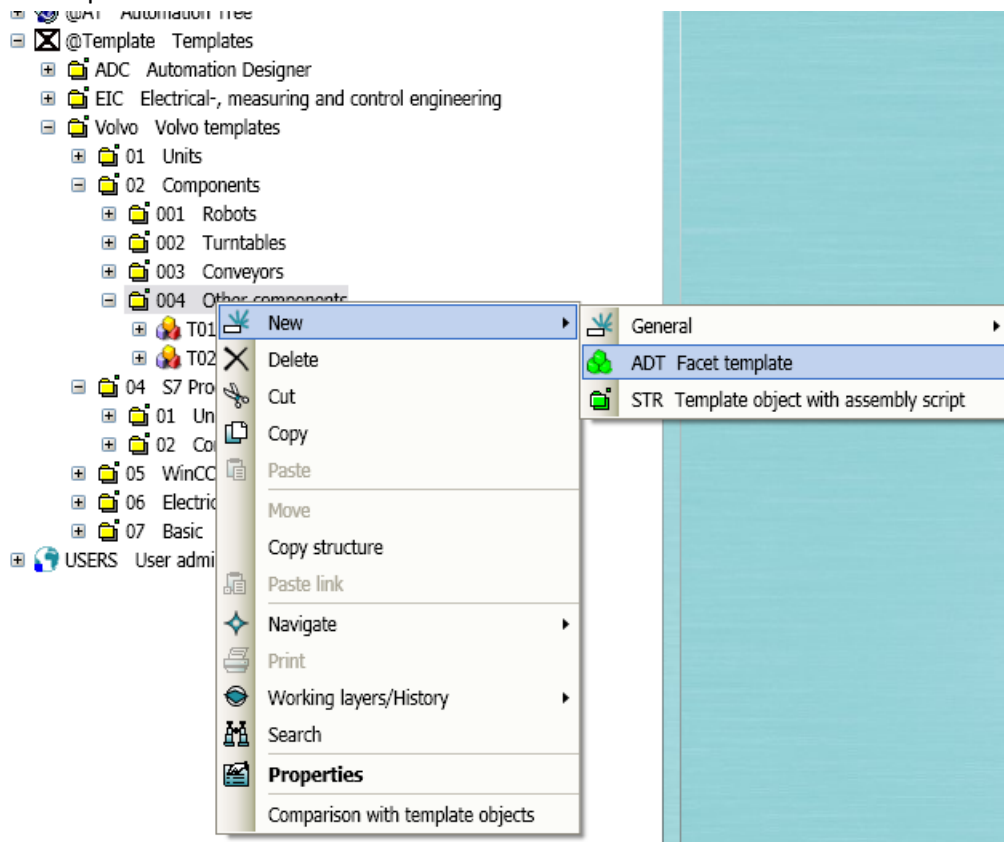 @AT Automation Tree
@Template Templates
ADC Automation Designer
EIC Electrical-, measuring and control engineering
Volvo Volvo templates
01 Units
02 Components
001 Robots
002 Turntables
003 Conveyors
004 Other components
T01
T02
04 S7 Pro
01 Un
02 Co
05 WinCC
06 Electric
07 Basic
USERS User admi
New
Delete
Cut
Copy
Paste
Move
Copy structure
Paste link
Navigate
Print
Working layers/History
Search
Properties
Comparison with template objects
General
ADT Facet template
STR Template object with assembly script